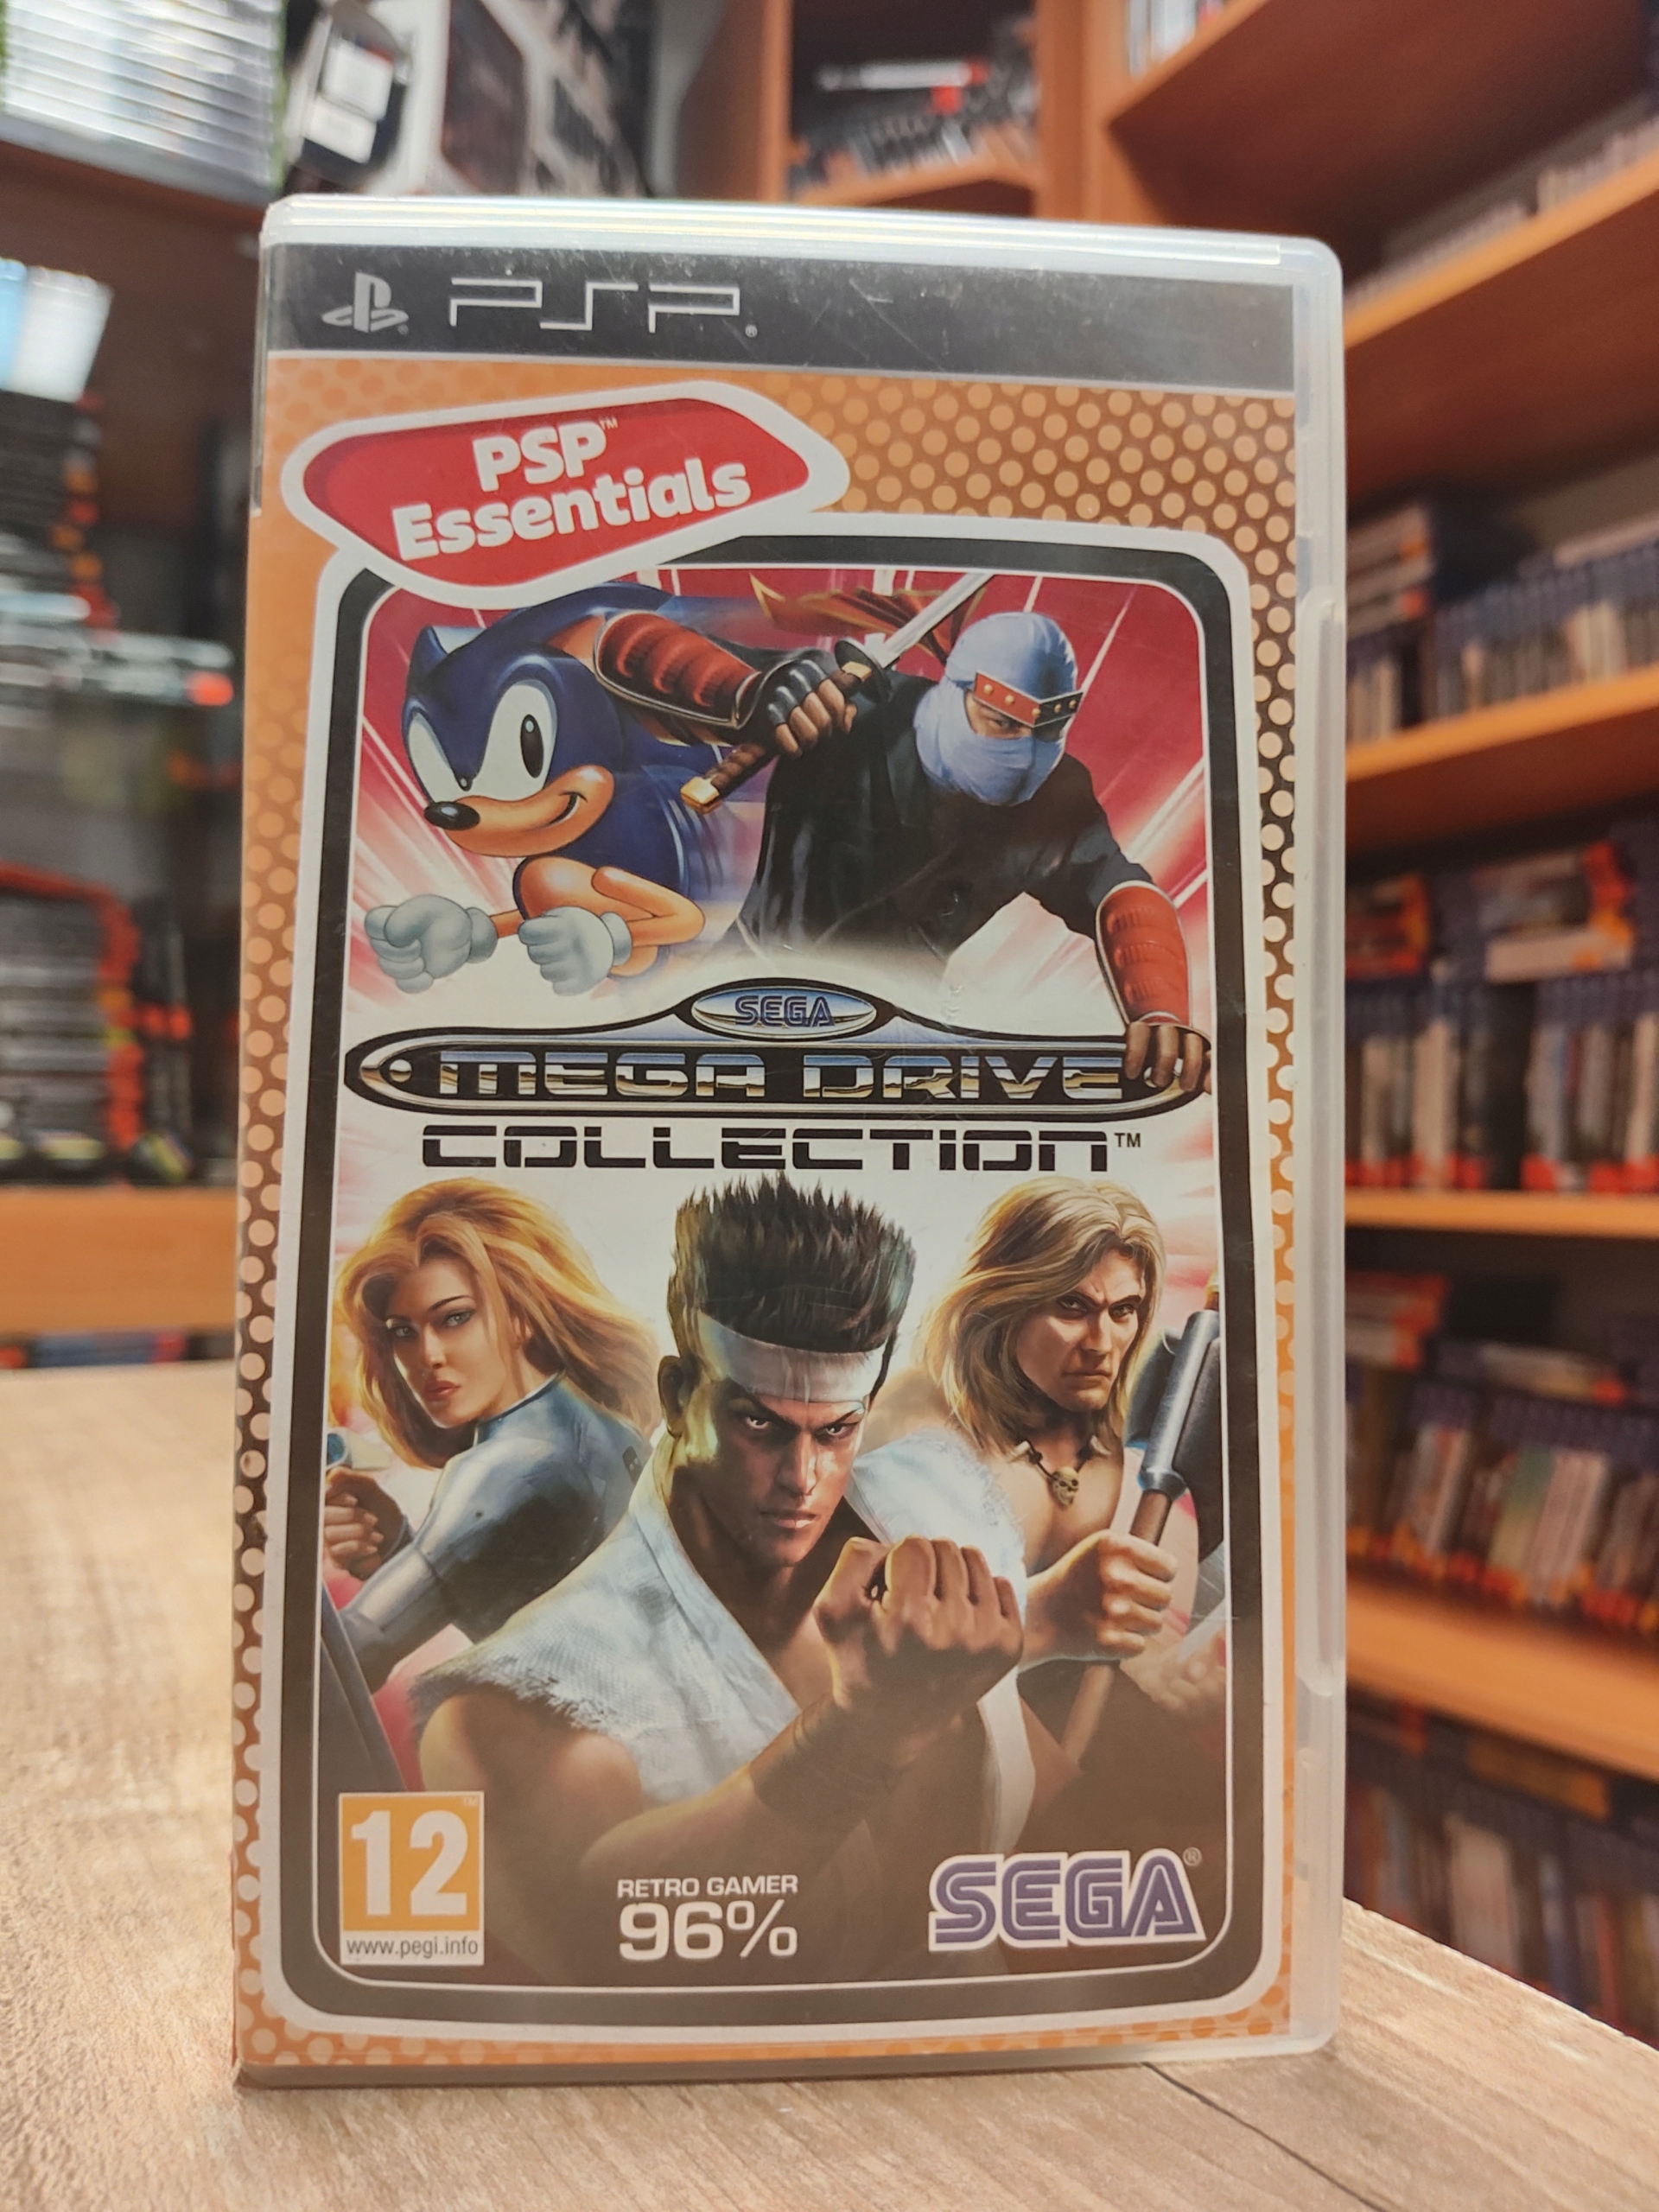 PSP®
PSP™
Essentials
SEGA
MEGA DRIVE
COLLECTION™
12
www.pegi.info
RETRO GAMER
96%
SEGA®